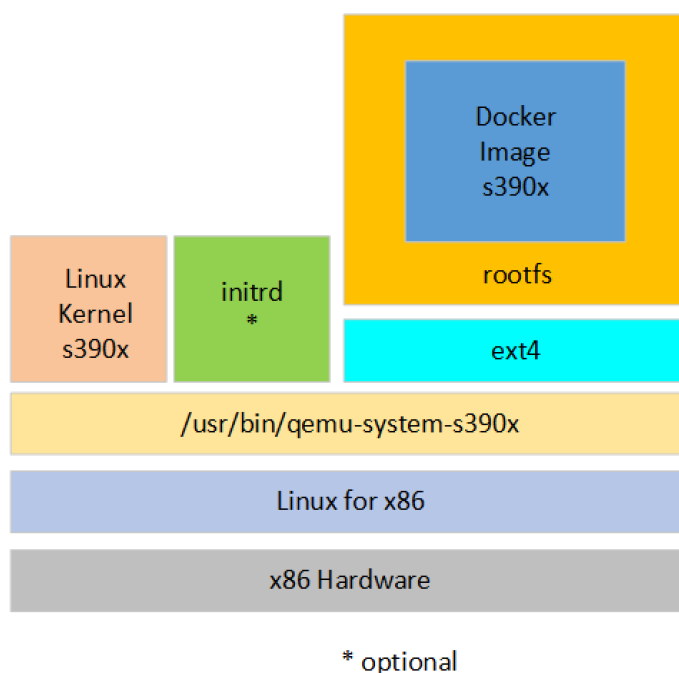 Docker
Image
s390x
rootfs
Linux
Kernel
s390x
initrd
*
ext4
/usr/bin/qemu-system-s390x
Linux for x86
x86 Hardware
* optional